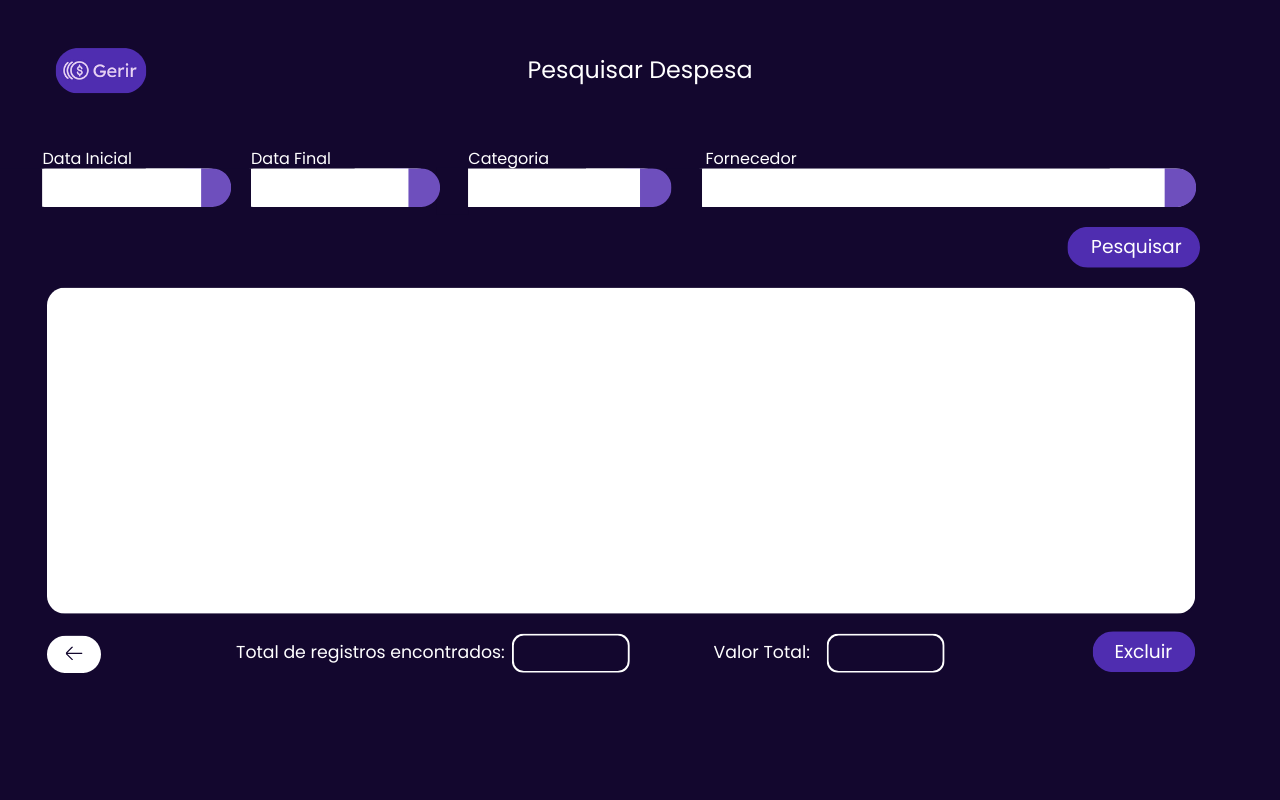 Gerir
Pesquisar Despesa
Data Inicial
Data Final
Categoria
Fornecedor
Pesquisar
Total de registros encontrados:
Valor Total:
Excluir